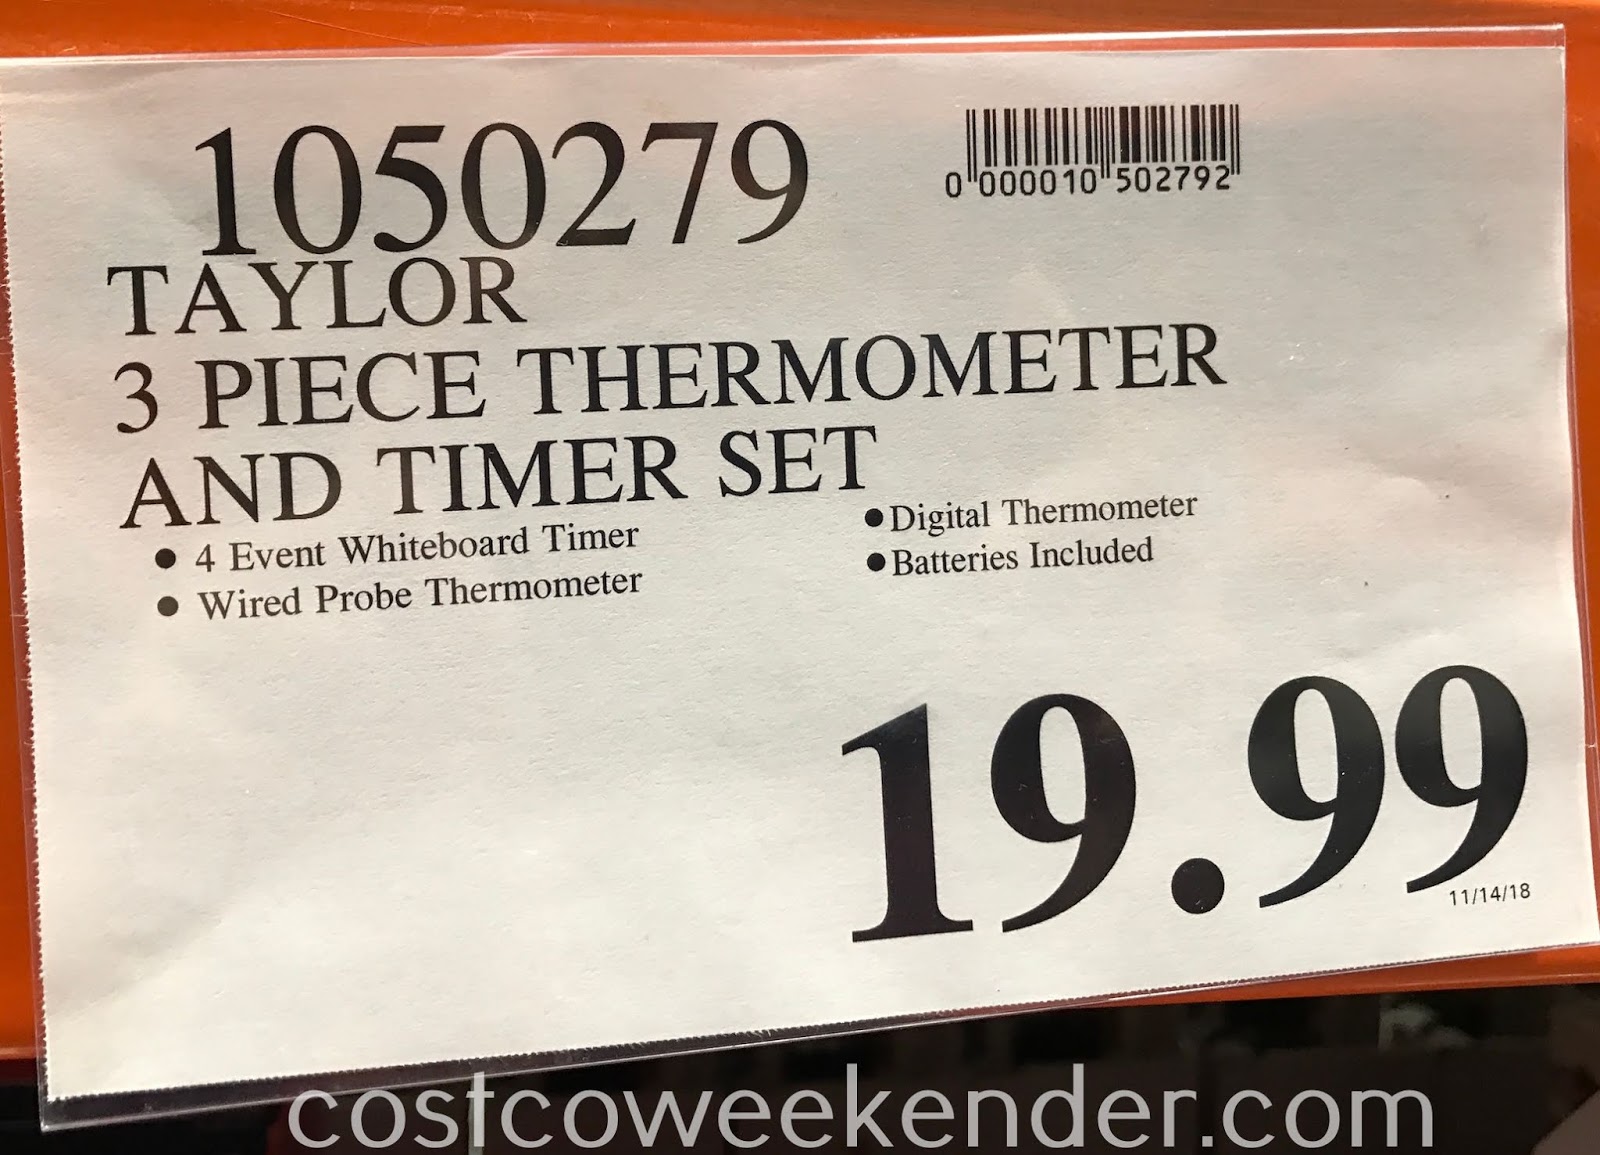 1050279
0 000010 502792
TAYLOR
3 PIECE THERMOMETER
AND TIMER SET
● 4 Event Whiteboard Timer
● Wired Probe Thermometer
●Digital Thermometer
●Batteries Included
19.99
11/14/18
costcoweekender.com